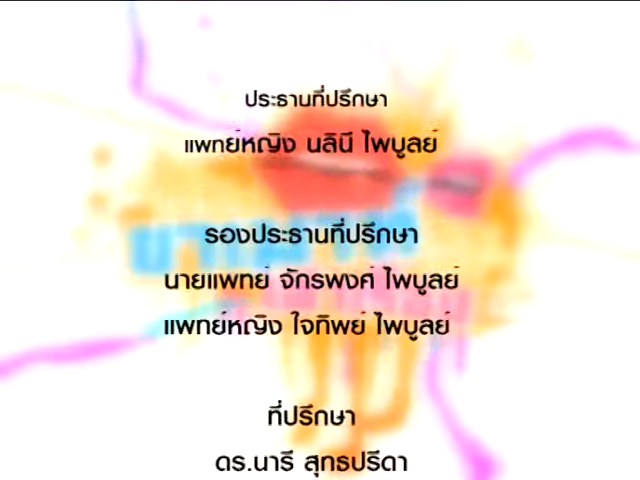 ประธานที่ปรึกษา
แพทย์หญิง นลินี ไพบูลย์
รองประธานที่ปรึกษา
นายแพทย์ จักรพงศ์ ไพบูลย์
แพทย์หญิง ใจทิพย์ ไพบูลย์
ที่ปรึกษา
ดร.นารี สุทธปรีดา